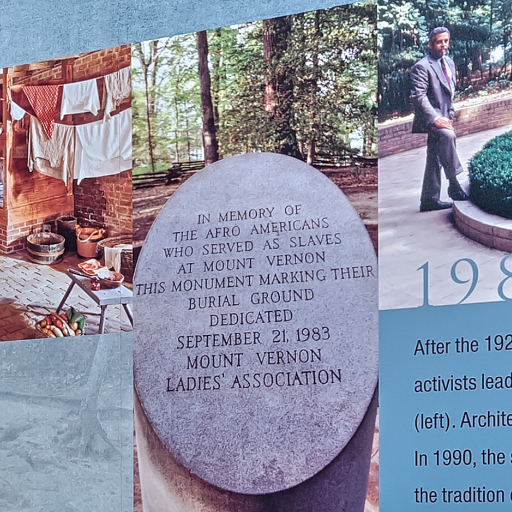 IN MEMORY OF
THE AFRO AMERICANS
WHO SERVED AS SLAVES
AT MOUNT VERNON
THIS MONUMENT MARKING THEIR
BURIAL GROUND
DEDICATED
SEPTEMBER 21, 1983
MOUNT VERNON
LADIES' ASSOCIATION
198
After the 192
activists lead
(left). Archite
In 1990, the s
the tradition